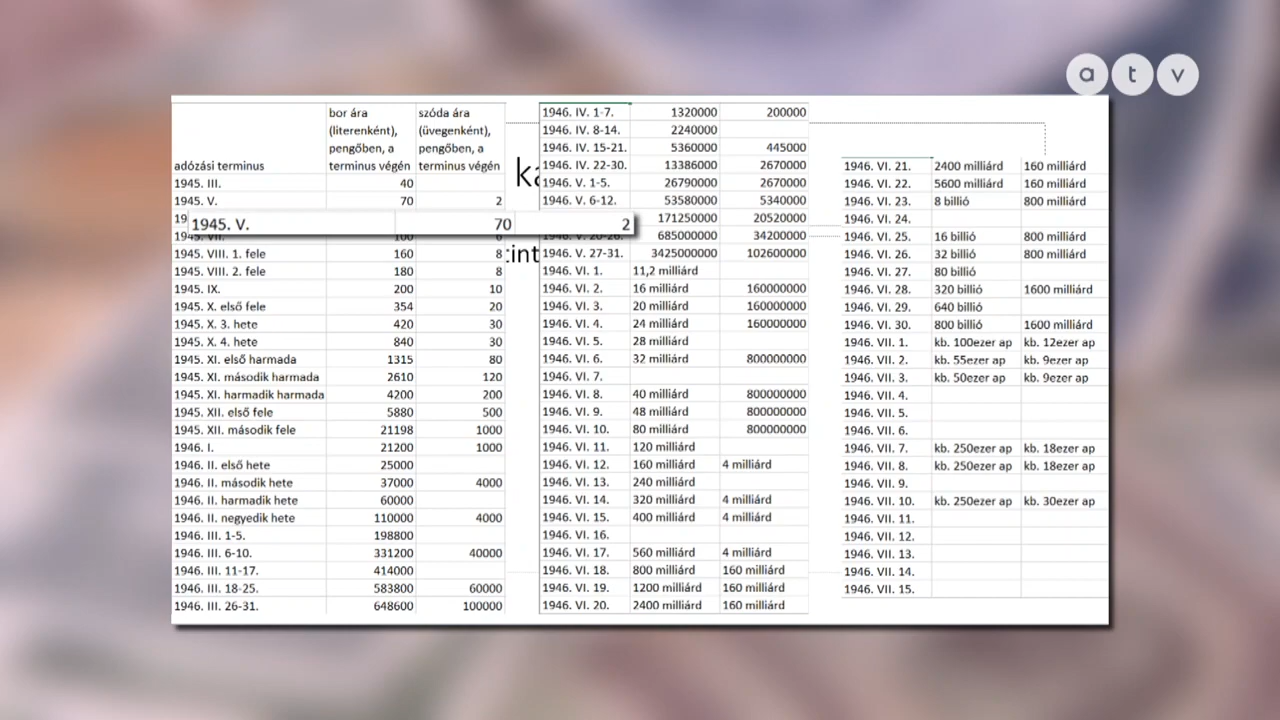 atv
bor ára szóda ára
(literenként), (üvegenként),
pengőben, a pengőben, a
adózási terminus terminus végén terminus végén
1945. III. 40
1945. V. 70 2
19
1945. V. 70 2
1945. VII. 100 6
1945. VIII. 1. fele 160 8
1945. VIII. 2. fele 180 8
1945. IX. 200 10
1945. X. első fele 354 20
1945. X. 3. hete 420 30
1945. X. 4. hete 840 30
1945. XI. első harmada 1315 80
1945. XI. második harmada 2610 120
1945. XI. harmadik harmada 4200 200
1945. XII. első fele 5880 500
1945. XII. második fele 21198 1000
1946. I. 21200 1000
1946. II. első hete 25000
1946. II. második hete 37000 4000
1946. II. harmadik hete 60000
1946. II. negyedik hete 110000 4000
1946. III. 1-5. 198800
1946. III. 6-10. 331200 40000
1946. III. 11-17. 414000
1946. III. 18-25. 583800 60000
1946. III. 26-31. 648600 100000
1946. IV. 1-7. 1320000 200000
1946. IV. 8-14. 2240000
1946. IV. 15-21. 5360000 445000
1946. IV. 22-30. 13386000 2670000
1946. V. 1-5. 26790000 2670000
1946. V. 6-12. 53580000 5340000
171250000 20520000
1946. V. 20-26. 685000000 34200000
1946. V. 27-31. 3425000000 102600000
1946. VI. 1. 11,2 milliárd
1946. VI. 2. 16 milliárd 160000000
1946. VI. 3. 20 milliárd 160000000
1946. VI. 4. 24 milliárd 160000000
1946. VI. 5. 28 milliárd
1946. VI. 6. 32 milliárd 800000000
1946. VI. 7.
1946. VI. 8. 40 milliárd 800000000
1946. VI. 9. 48 milliárd 800000000
1946. VI. 10. 80 milliárd 800000000
1946. VI. 11. 120 milliárd
1946. VI. 12. 160 milliárd 4 milliárd
1946. VI. 13. 240 milliárd
1946. VI. 14. 320 milliárd 4 milliárd
1946. VI. 15. 400 milliárd 4 milliárd
1946. VI. 16.
1946. VI. 17. 560 milliárd 4 milliárd
1946. VI. 18. 800 milliárd 160 milliárd
1946. VI. 19. 1200 milliárd 160 milliárd
1946. VI. 20. 2400 milliárd 160 milliárd
1946. VI. 21. 2400 milliárd 160 milliárd
1946. VI. 22. 5600 milliárd 160 milliárd
1946. VI. 23. 8 billió 800 milliárd
1946. VI. 24.
1946. VI. 25. 16 billió 800 milliárd
1946. VI. 26. 32 billió 800 milliárd
1946. VI. 27. 80 billió
1946. VI. 28. 320 billió 1600 milliárd
1946. VI. 29. 640 billió
1946. VI. 30. 800 billió 1600 milliárd
1946. VII. 1. kb. 100ezer ap kb. 12ezer ap
1946. VII. 2. kb. 55ezer ap kb. 9ezer ap
1946. VII. 3. kb. 50ezer ap kb. 9ezer ap
1946. VII. 4.
1946. VII. 5.
1946. VII. 6.
1946. VII. 7. kb. 250ezer ap kb. 18ezer ap
1946. VII. 8. kb. 250ezer ap kb. 18ezer ap
1946. VII. 9.
1946. VII. 10. kb. 250ezer ap kb. 30ezer ap
1946. VII. 11.
1946. VII. 12.
1946. VII. 13.
1946. VII. 14.
1946. VII. 15.